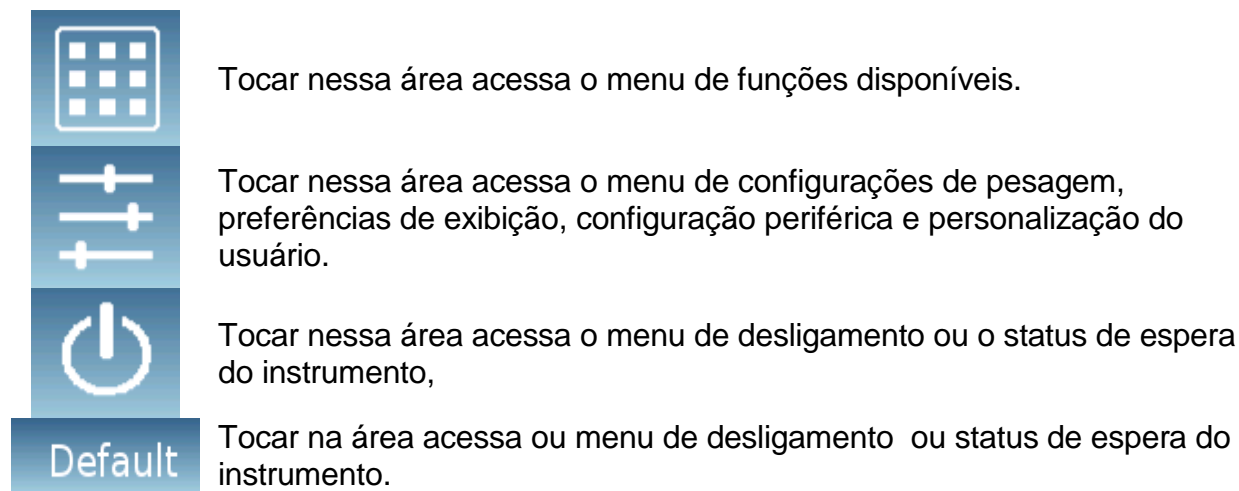 Tocar nessa área acessa o menu de funções disponíveis.
Tocar nessa área acessa o menu de configurações de pesagem,
preferências de exibição, configuração periférica e personalização do
usuário.
Tocar nessa área acessa o menu de desligamento ou o status de espera
do instrumento,
Default
Tocar na área acessa ou menu de desligamento  ou status de espera do
instrumento.